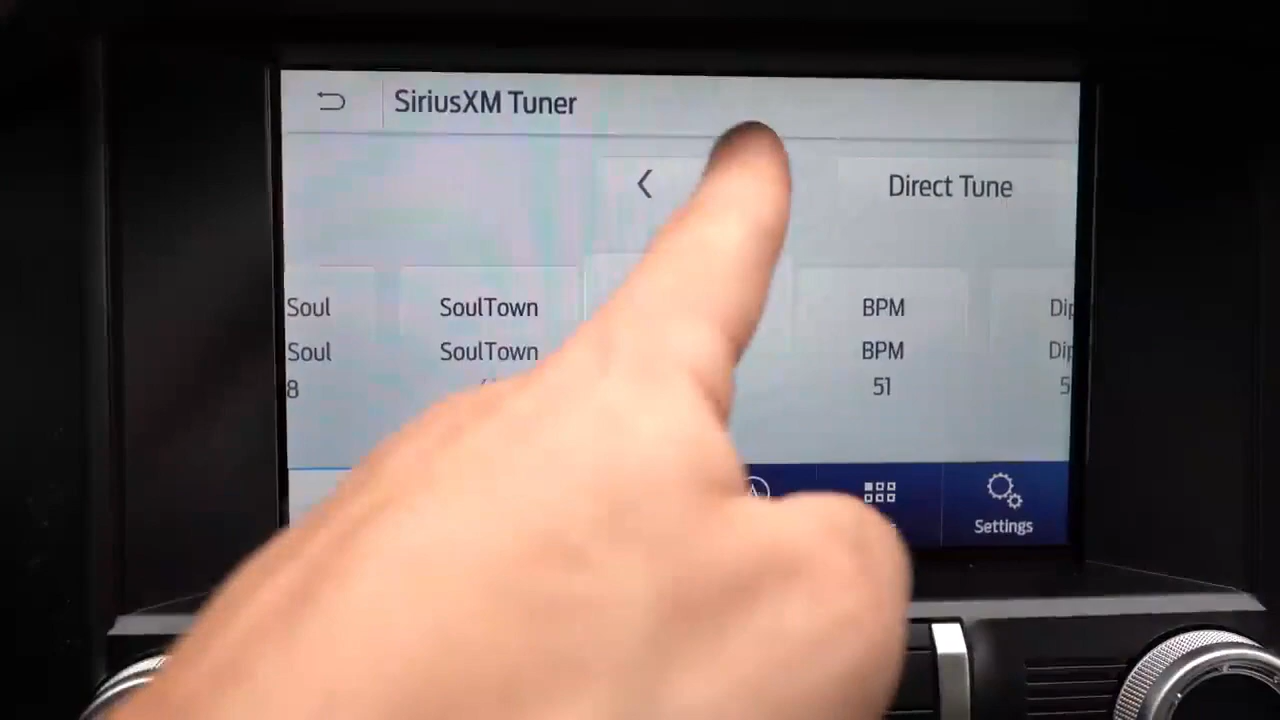 SiriusXM Tuner
Direct Tune
Soul SoulTown BPM
Soul SoulTown BPM
8 51
Settings